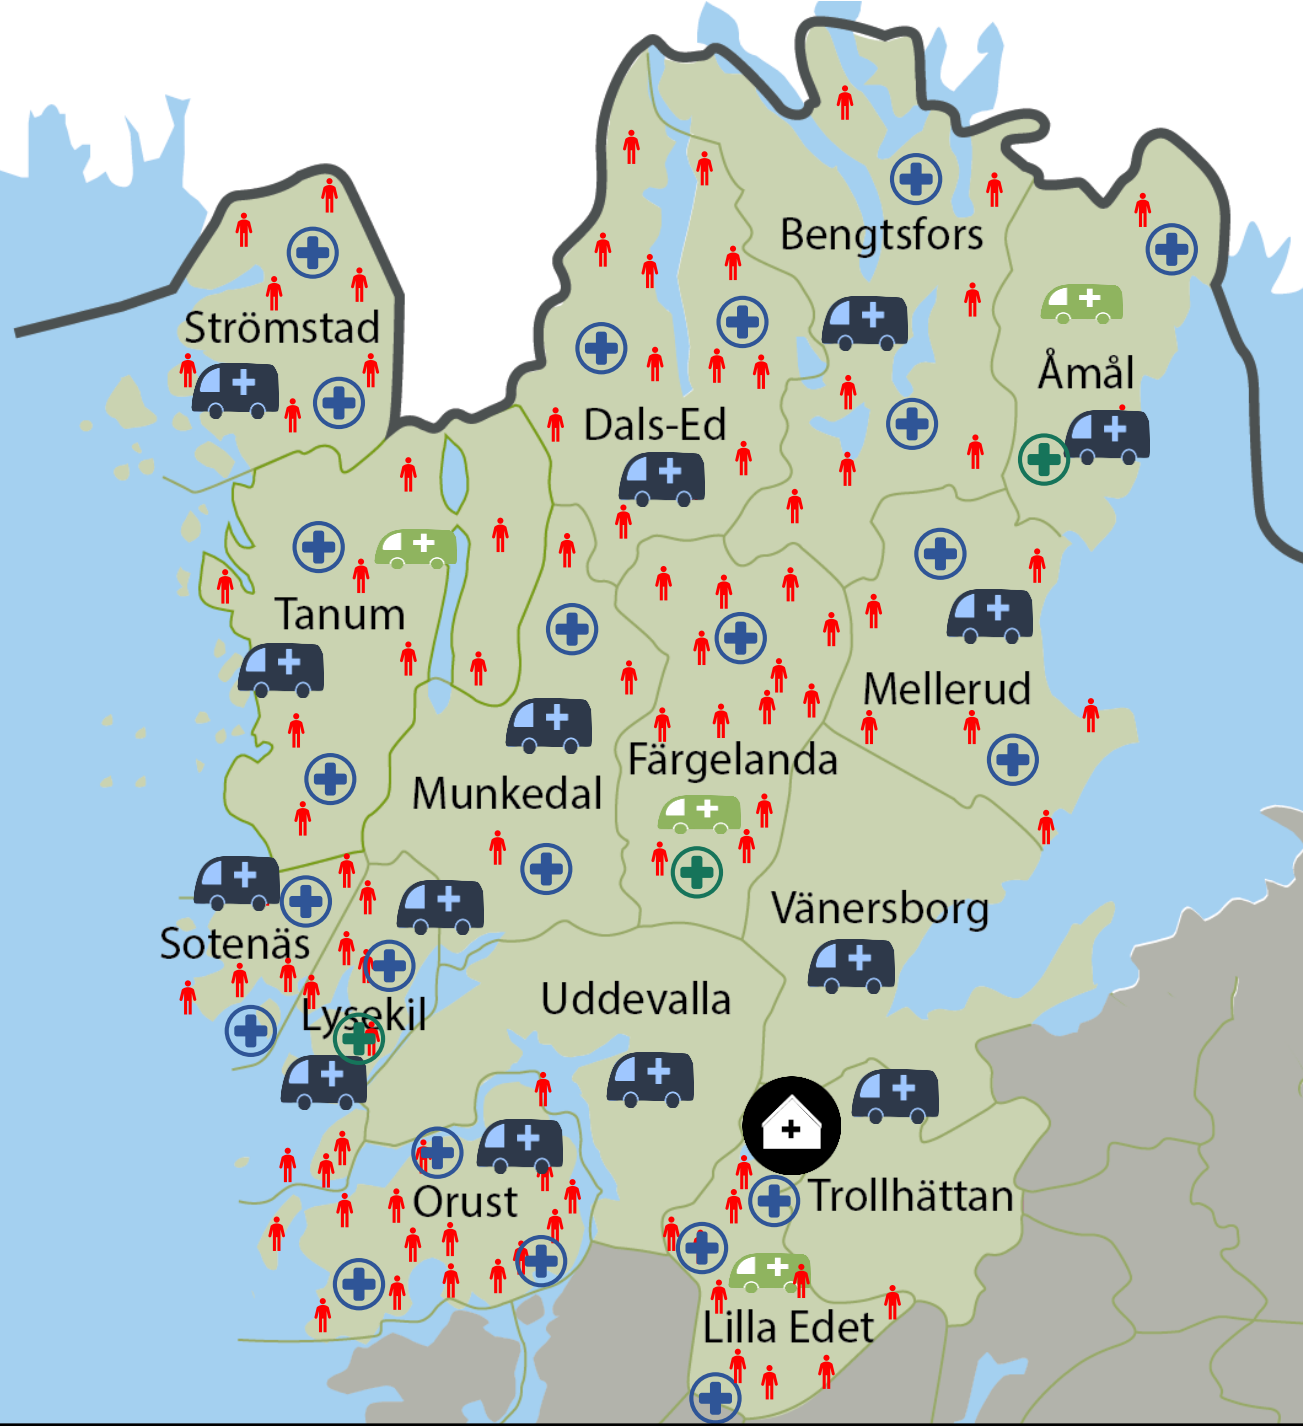 Bengtsfors
Strömstad
Åmål
Dals-Ed
Tanum
Mellerud
Färgelanda
Munkedal
Vänersborg
Sotenäs
Uddevalla
Lysekil
Trollhättan
Orust
Lilla Edet